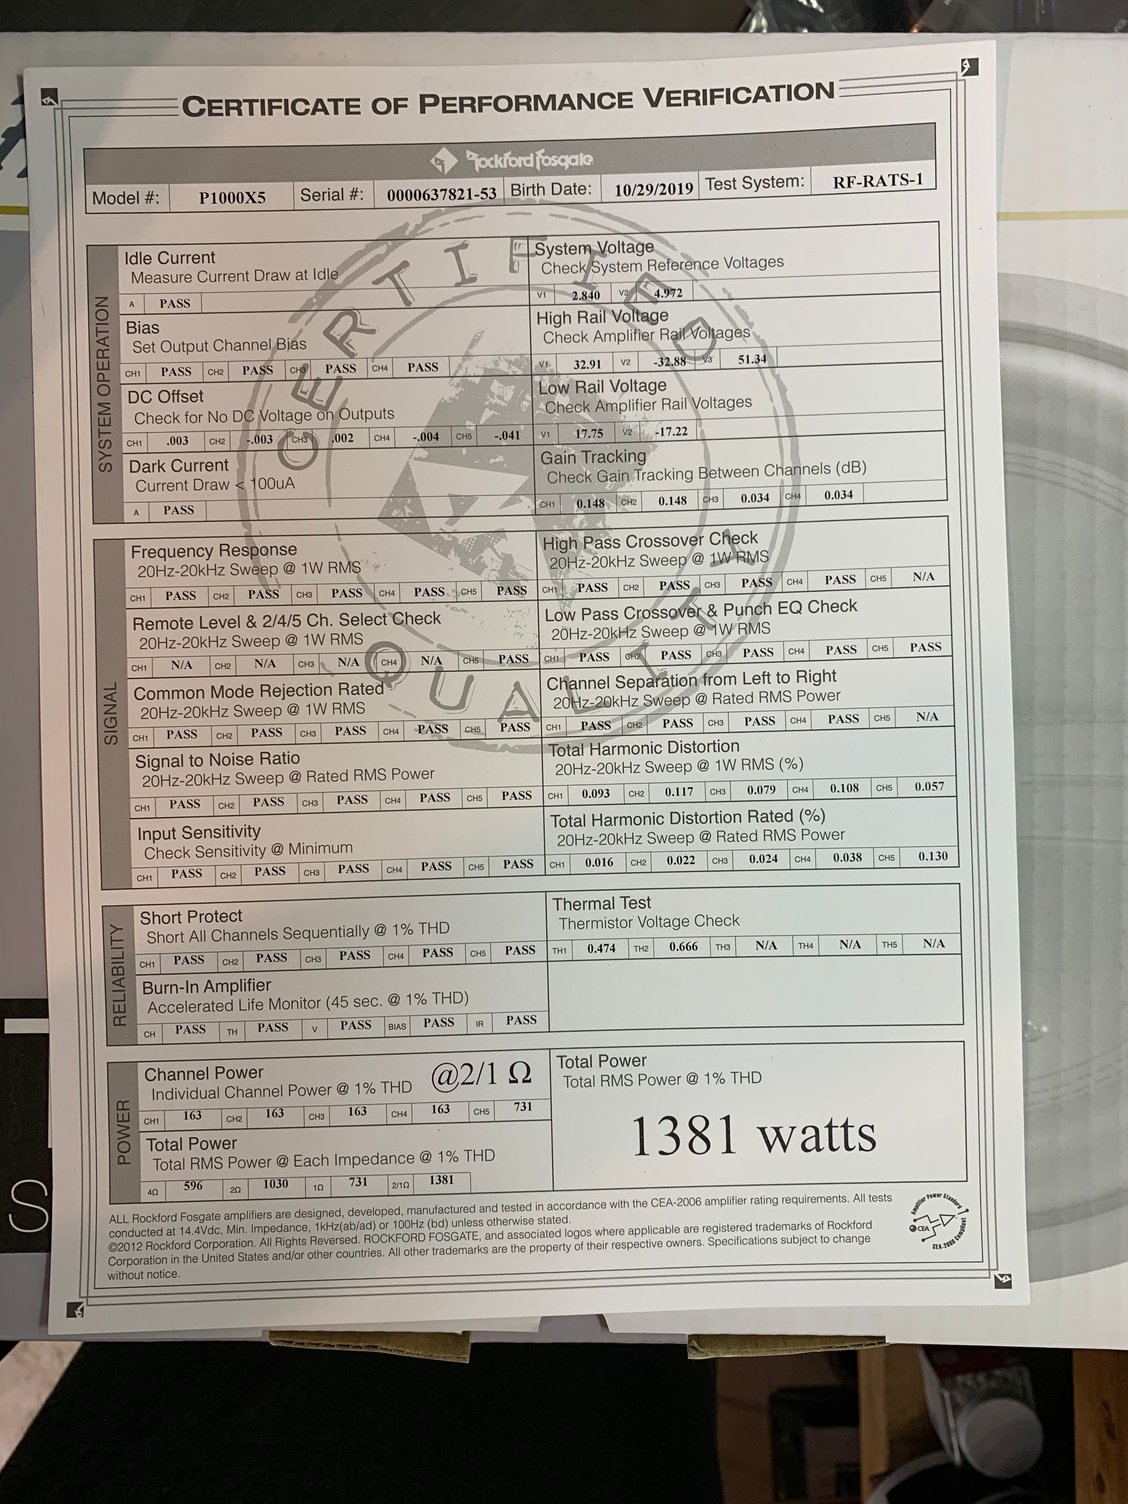 CERTIFICATE OF PERFORMANCE VERIFICATION
Rockford Fosgate
Model #: P1000X5 Serial #: 0000637821-53 Birth Date: 10/29/2019 Test System: RF-RATS-1
CERTIFIED
QUALITY
SYSTEM OPERATION
Idle Current
Measure Current Draw at Idle
A PASS
Bias
Set Output Channel Bias
CH1 PASS CH2 PASS CH3 PASS CH4 PASS
DC Offset
Check for No DC Voltage on Outputs
CH1 .003 CH2 -.003 CH3 .002 CH4 -.004 CH5 -.041
Dark Current
Current Draw < 100uA
A PASS
System Voltage
Check System Reference Voltages
V1 2.840 V2 4.972
High Rail Voltage
Check Amplifier Rail Voltages
V1 32.91 V2 -32.88 V3 51.34
Low Rail Voltage
Check Amplifier Rail Voltages
V1 17.75 V2 -17.22
Gain Tracking
Check Gain Tracking Between Channels (dB)
CH1 0.148 CH2 0.148 CH3 0.034 CH4 0.034
SIGNAL
Frequency Response
20Hz-20kHz Sweep @ 1W RMS
CH1 PASS CH2 PASS CH3 PASS CH4 PASS CH5 PASS
Remote Level & 2/4/5 Ch. Select Check
20Hz-20kHz Sweep @ 1W RMS
CH1 N/A CH2 N/A CH3 N/A CH4 N/A CH5 PASS
Common Mode Rejection Rated
20Hz-20kHz Sweep @ 1W RMS
CH1 PASS CH2 PASS CH3 PASS CH4 PASS CH5 PASS
Signal to Noise Ratio
20Hz-20kHz Sweep @ Rated RMS Power
CH1 PASS CH2 PASS CH3 PASS CH4 PASS CH5 PASS
Input Sensitivity
Check Sensitivity @ Minimum
CH1 PASS CH2 PASS CH3 PASS CH4 PASS CH5 PASS
High Pass Crossover Check
20Hz-20kHz Sweep @ 1W RMS
CH1 PASS CH2 PASS CH3 PASS CH4 PASS CH5 N/A
Low Pass Crossover & Punch EQ Check
20Hz-20kHz Sweep @ 1W RMS
CH1 PASS CH2 PASS CH3 PASS CH4 PASS CH5 PASS
Channel Separation from Left to Right
20Hz-20kHz Sweep @ Rated RMS Power
CH1 PASS CH2 PASS CH3 PASS CH4 PASS CH5 N/A
Total Harmonic Distortion
20Hz-20kHz Sweep @ 1W RMS (%)
CH1 0.093 CH2 0.117 CH3 0.079 CH4 0.108 CH5 0.057
Total Harmonic Distortion Rated (%)
20Hz-20kHz Sweep @ Rated RMS Power
CH1 0.016 CH2 0.022 CH3 0.024 CH4 0.038 CH5 0.130
RELIABILITY
Short Protect
Short All Channels Sequentially @ 1% THD
CH1 PASS CH2 PASS CH3 PASS CH4 PASS CH5 PASS
Burn-In Amplifier
Accelerated Life Monitor (45 sec. @ 1% THD)
CH PASS TH PASS V PASS BIAS PASS IR PASS
Thermal Test
Thermistor Voltage Check
TH1 0.474 TH2 0.666 TH3 N/A TH4 N/A TH5 N/A
POWER
Channel Power
Individual Channel Power @ 1% THD @2/1 Ω
CH1 163 CH2 163 CH3 163 CH4 163 CH5 731
Total Power
Total RMS Power @ Each Impedance @ 1% THD
4Ω 596 2Ω 1030 1Ω 731 2/1Ω 1381
Total Power
Total RMS Power @ 1% THD
1381 watts
ALL Rockford Fosgate amplifiers are designed, developed, manufactured and tested in accordance with the CEA-2006 amplifier rating requirements. All tests
conducted at 14.4Vdc, Min. Impedance, 1kHz(ab/ad) or 100Hz (bd) unless otherwise stated.
©2012 Rockford Corporation. All Rights Reversed. ROCKFORD FOSGATE, and associated logos where applicable are registered trademarks of Rockford
Corporation in the United States and/or other countries. All other trademarks are the property of their respective owners. Specifications subject to change
without notice.
Amplifier Power Standard
CEA
CEA-2006 Compliant
S